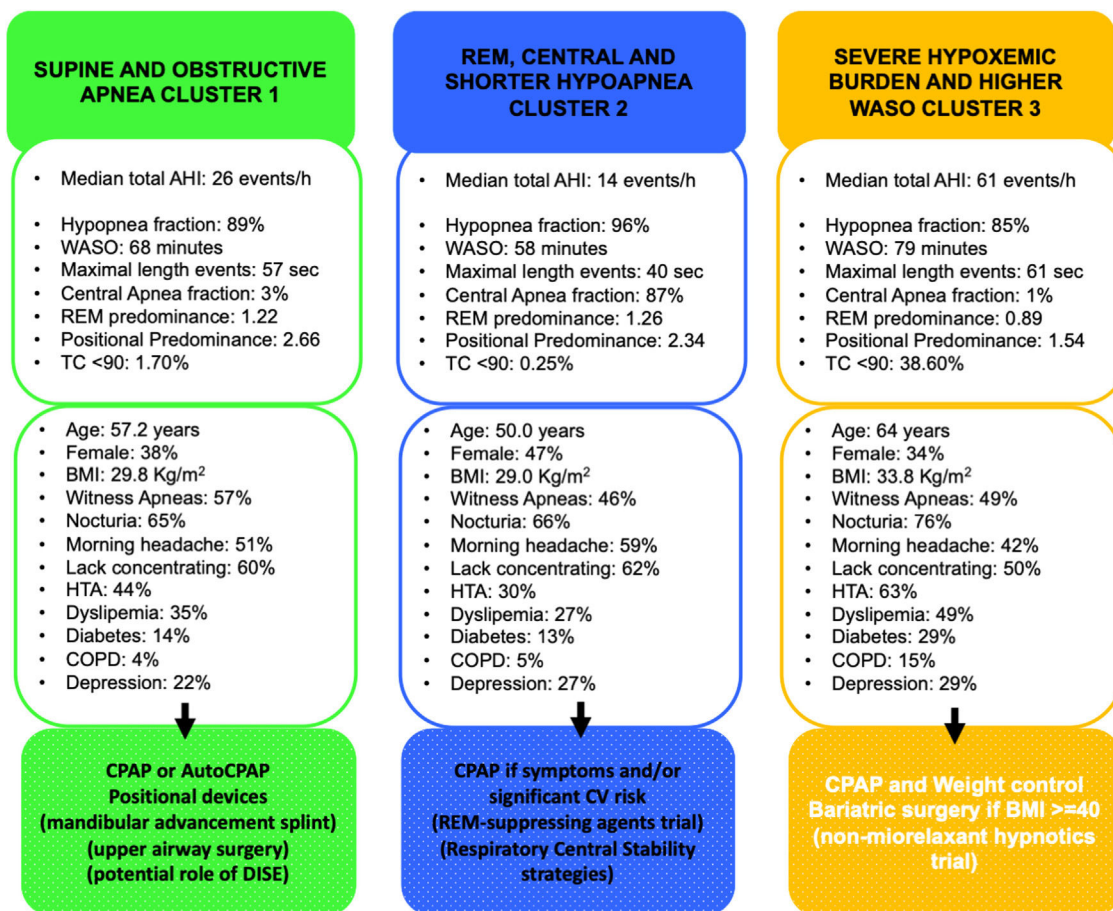 SUPINE AND OBSTRUCTIVE
APNEA CLUSTER 1
• Median total AHI: 26 events/h
• Hypopnea fraction: 89%
• WASO: 68 minutes
• Maximal length events: 57 sec
• Central Apnea fraction: 3%
• REM predominance: 1.22
• Positional Predominance: 2.66
• TC <90: 1.70%
• Age: 57.2 years
• Female: 38%
• BMI: 29.8 Kg/m²
• Witness Apneas: 57%
• Nocturia: 65%
• Morning headache: 51%
• Lack concentrating: 60%
• HTA: 44%
• Dyslipemia: 35%
• Diabetes: 14%
• COPD: 4%
• Depression: 22%
CPAP or AutoCPAP
Positional devices
(mandibular advancement splint)
(upper airway surgery)
(potential role of DISE)
REM, CENTRAL AND
SHORTER HYPOAPNEA
CLUSTER 2
• Median total AHI: 14 events/h
• Hypopnea fraction: 96%
• WASO: 58 minutes
• Maximal length events: 40 sec
• Central Apnea fraction: 87%
• REM predominance: 1.26
• Positional Predominance: 2.34
• TC <90: 0.25%
• Age: 50.0 years
• Female: 47%
• BMI: 29.0 Kg/m²
• Witness Apneas: 46%
• Nocturia: 66%
• Morning headache: 59%
• Lack concentrating: 62%
• HTA: 30%
• Dyslipemia: 27%
• Diabetes: 13%
• COPD: 5%
• Depression: 27%
CPAP if symptoms and/or
significant CV risk
(REM-suppressing agents trial)
(Respiratory Central Stability
strategies)
SEVERE HYPOXEMIC
BURDEN AND HIGHER
WASO CLUSTER 3
• Median total AHI: 61 events/h
• Hypopnea fraction: 85%
• WASO: 79 minutes
• Maximal length events: 61 sec
• Central Apnea fraction: 1%
• REM predominance: 0.89
• Positional Predominance: 1.54
• TC <90: 38.60%
• Age: 64 years
• Female: 34%
• BMI: 33.8 Kg/m²
• Witness Apneas: 49%
• Nocturia: 76%
• Morning headache: 42%
• Lack concentrating: 50%
• HTA: 63%
• Dyslipemia: 49%
• Diabetes: 29%
• COPD: 15%
• Depression: 29%
CPAP and Weight control
Bariatric surgery if BMI >=40
(non-miorelaxant hypnotics
trial)